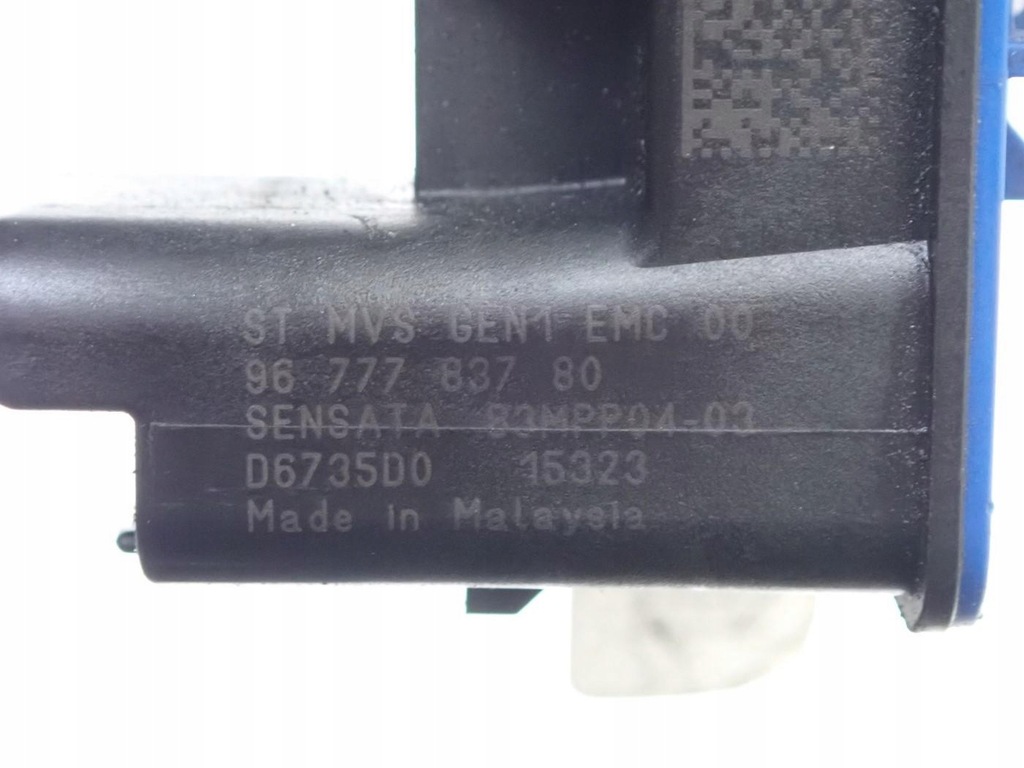 ST MVS GEN1 EMC 00
96 777 837 80
SENSATA 83MPP04-03
D6735D0 15323
Made in Malaysia